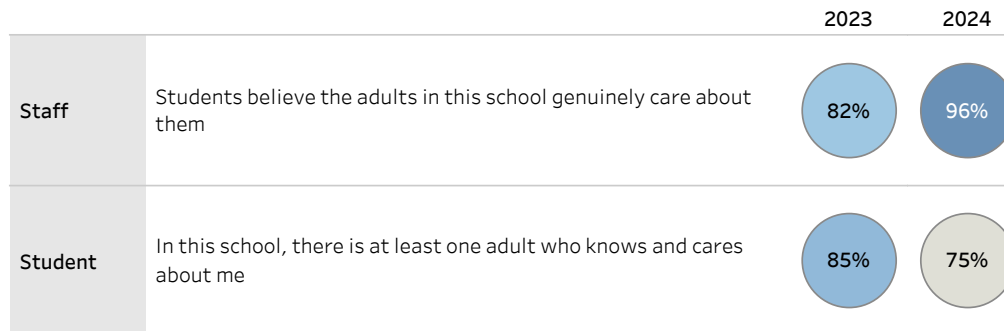 2023 2024
Staff
Students believe the adults in this school genuinely care about
them
82% 96%
Student
In this school, there is at least one adult who knows and cares
about me
85% 75%